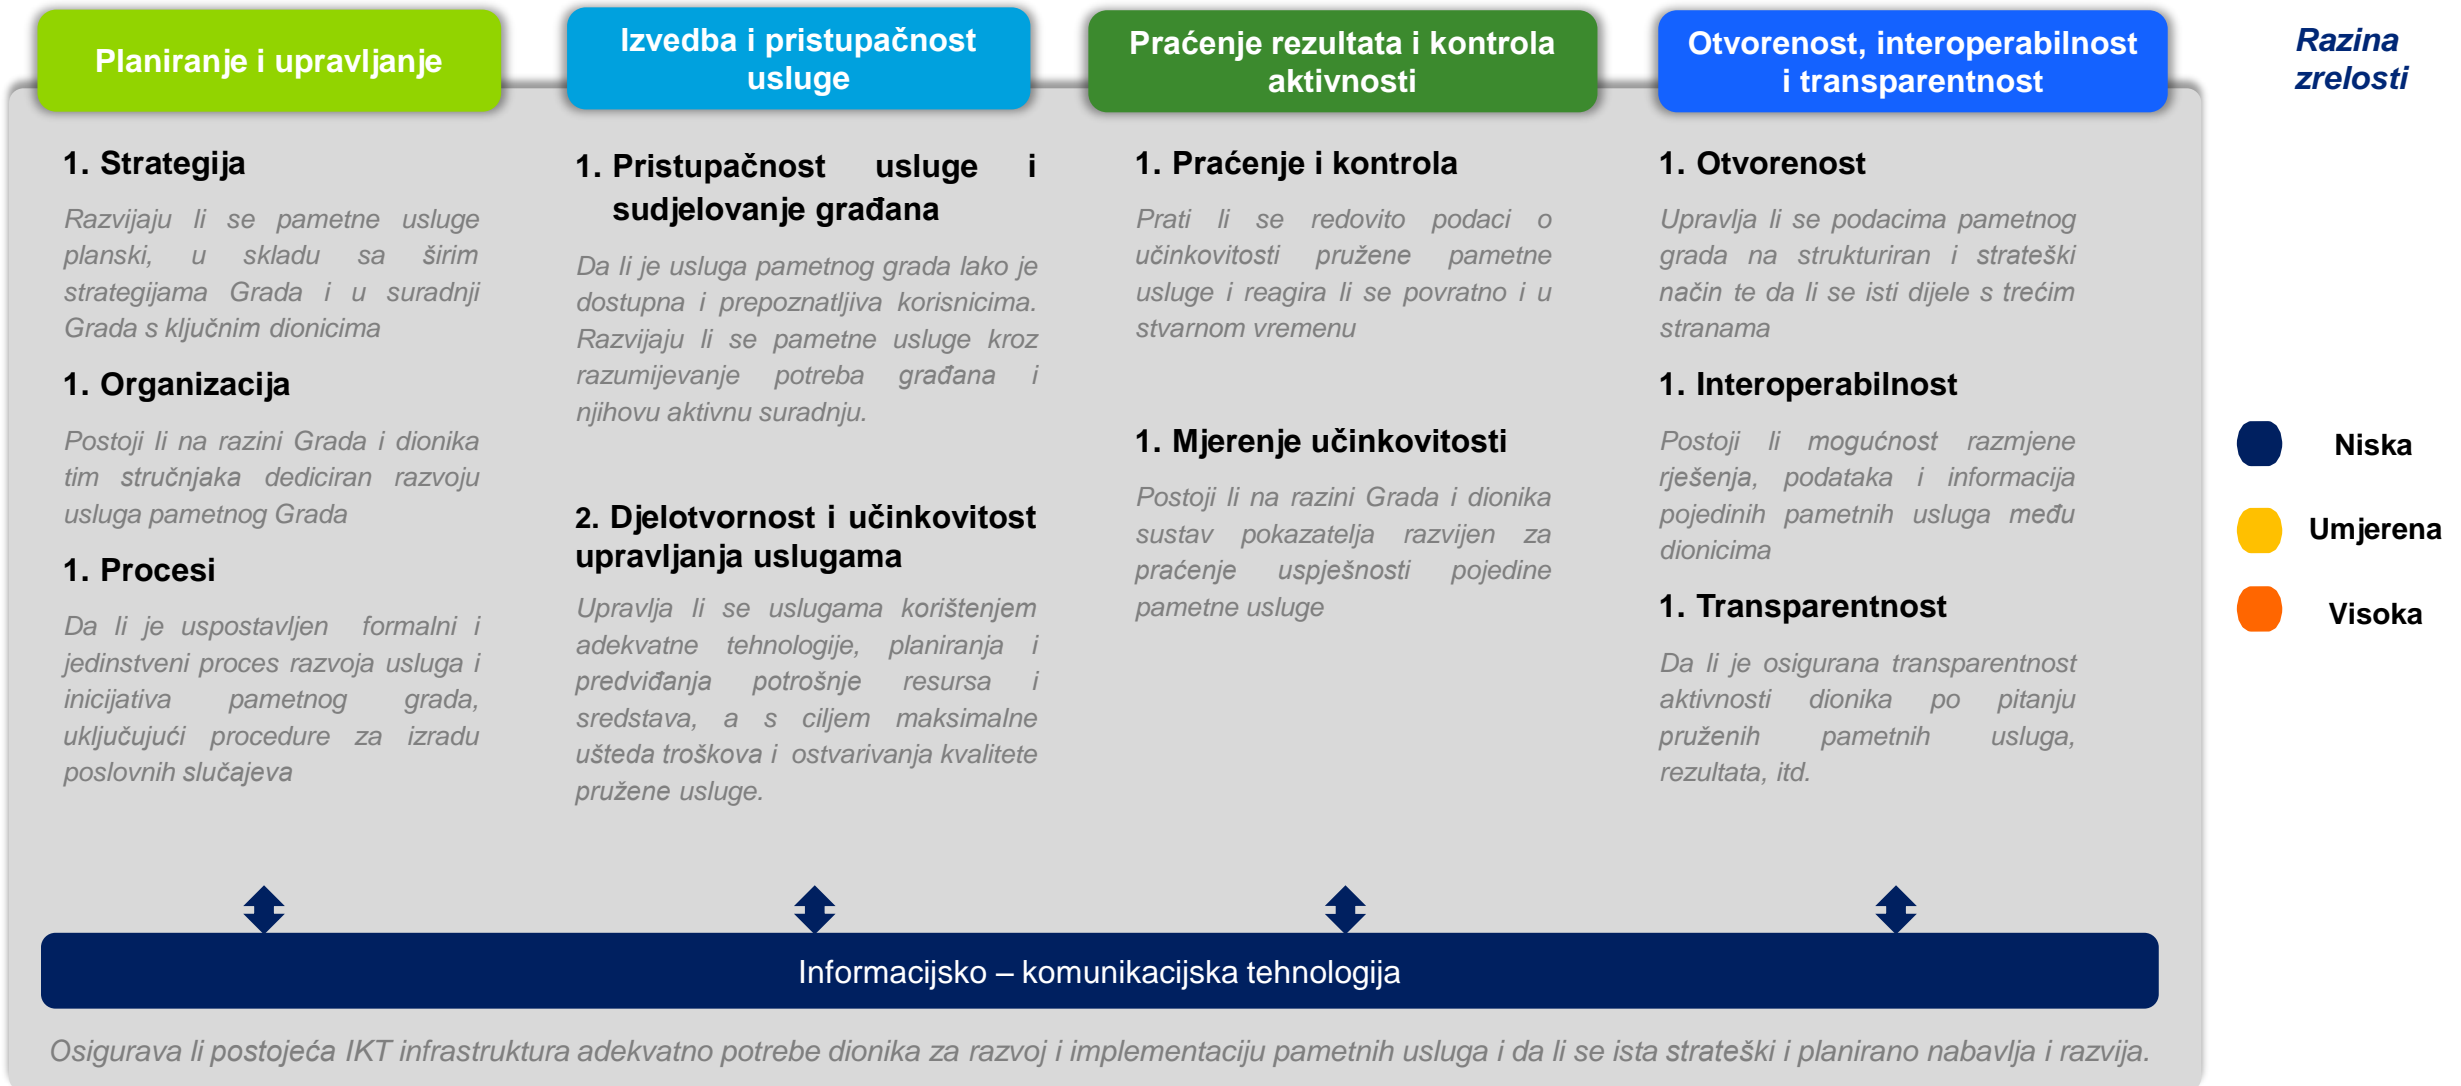 Planiranje i upravljanje
Izvedba i pristupačnost
usluge
Praćenje rezultata i kontrola
aktivnosti
Otvorenost, interoperabilnost
i transparentnost
Razina
zrelosti
1. Strategija
Razvijaju li se pametne usluge
planski, u skladu sa širim
strategijama Grada i u suradnji
Grada s ključnim dionicima
1. Organizacija
Postoji li na razini Grada i dionika
tim stručnjaka dediciran razvoju
usluga pametnog Grada
1. Procesi
Da li je uspostavljen formalni i
jedinstveni proces razvoja usluga i
inicijativa pametnog grada,
uključujući procedure za izradu
poslovnih slučajeva
1. Pristupačnost usluge i
sudjelovanje građana
Da li je usluga pametnog grada lako je
dostupna i prepoznatljiva korisnicima.
Razvijaju li se pametne usluge kroz
razumijevanje potreba građana i
njihovu aktivnu suradnju.
2. Djelotvornost i učinkovitost
upravljanja uslugama
Upravlja li se uslugama korištenjem
adekvatne tehnologije, planiranja i
predviđanja potrošnje resursa i
sredstava, a s ciljem maksimalne
ušteda troškova i ostvarivanja kvalitete
pružene usluge.
1. Praćenje i kontrola
Prati li se redovito podaci o
učinkovitosti pružene pametne
usluge i reagira li se povratno i u
stvarnom vremenu
1. Mjerenje učinkovitosti
Postoji li na razini Grada i dionika
sustav pokazatelja razvijen za
praćenje uspješnosti pojedine
pametne usluge
1. Otvorenost
Upravlja li se podacima pametnog
grada na strukturiran i strateški
način te da li se isti dijele s trećim
stranama
1. Interoperabilnost
Postoji li mogućnost razmjene
rješenja, podataka i informacija
pojedinih pametnih usluga među
dionicima
1. Transparentnost
Da li je osigurana transparentnost
aktivnosti dionika po pitanju
pruženih pametnih usluga,
rezultata, itd.
Niska
Umjerena
Visoka
Informacijsko – komunikacijska tehnologija
Osigurava li postojeća IKT infrastruktura adekvatno potrebe dionika za razvoj i implementaciju pametnih usluga i da li se ista strateški i planirano nabavlja i razvija.